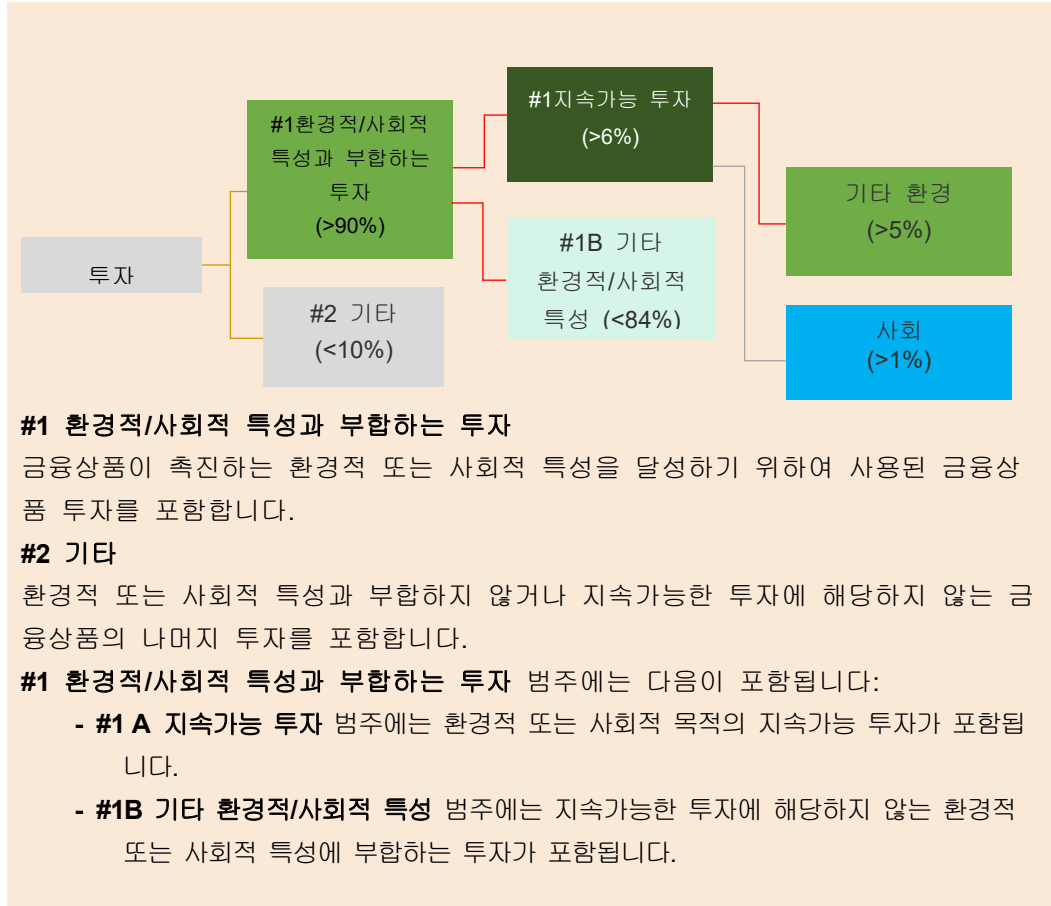 #1지속가능 투자
(>6%)
#1환경적/사회적
특성과 부합하는
투자
(>90%)
기타 환경
(>5%)
#1B 기타
환경적/사회적
특성 (<84%)
투자
#2 기타
(<10%)
사회
(>1%)
#1 환경적/사회적 특성과 부합하는 투자
금융상품이 촉진하는 환경적 또는 사회적 특성을 달성하기 위하여 사용된 금융상
품 투자를 포함합니다.
#2 기타
환경적 또는 사회적 특성과 부합하지 않거나 지속가능한 투자에 해당하지 않는 금
융상품의 나머지 투자를 포함합니다.
#1 환경적/사회적 특성과 부합하는 투자 범주에는 다음이 포함됩니다:
- #1 A 지속가능 투자 범주에는 환경적 또는 사회적 목적의 지속가능 투자가 포함됩
니다.
- #1B 기타 환경적/사회적 특성 범주에는 지속가능한 투자에 해당하지 않는 환경적
또는 사회적 특성에 부합하는 투자가 포함됩니다.